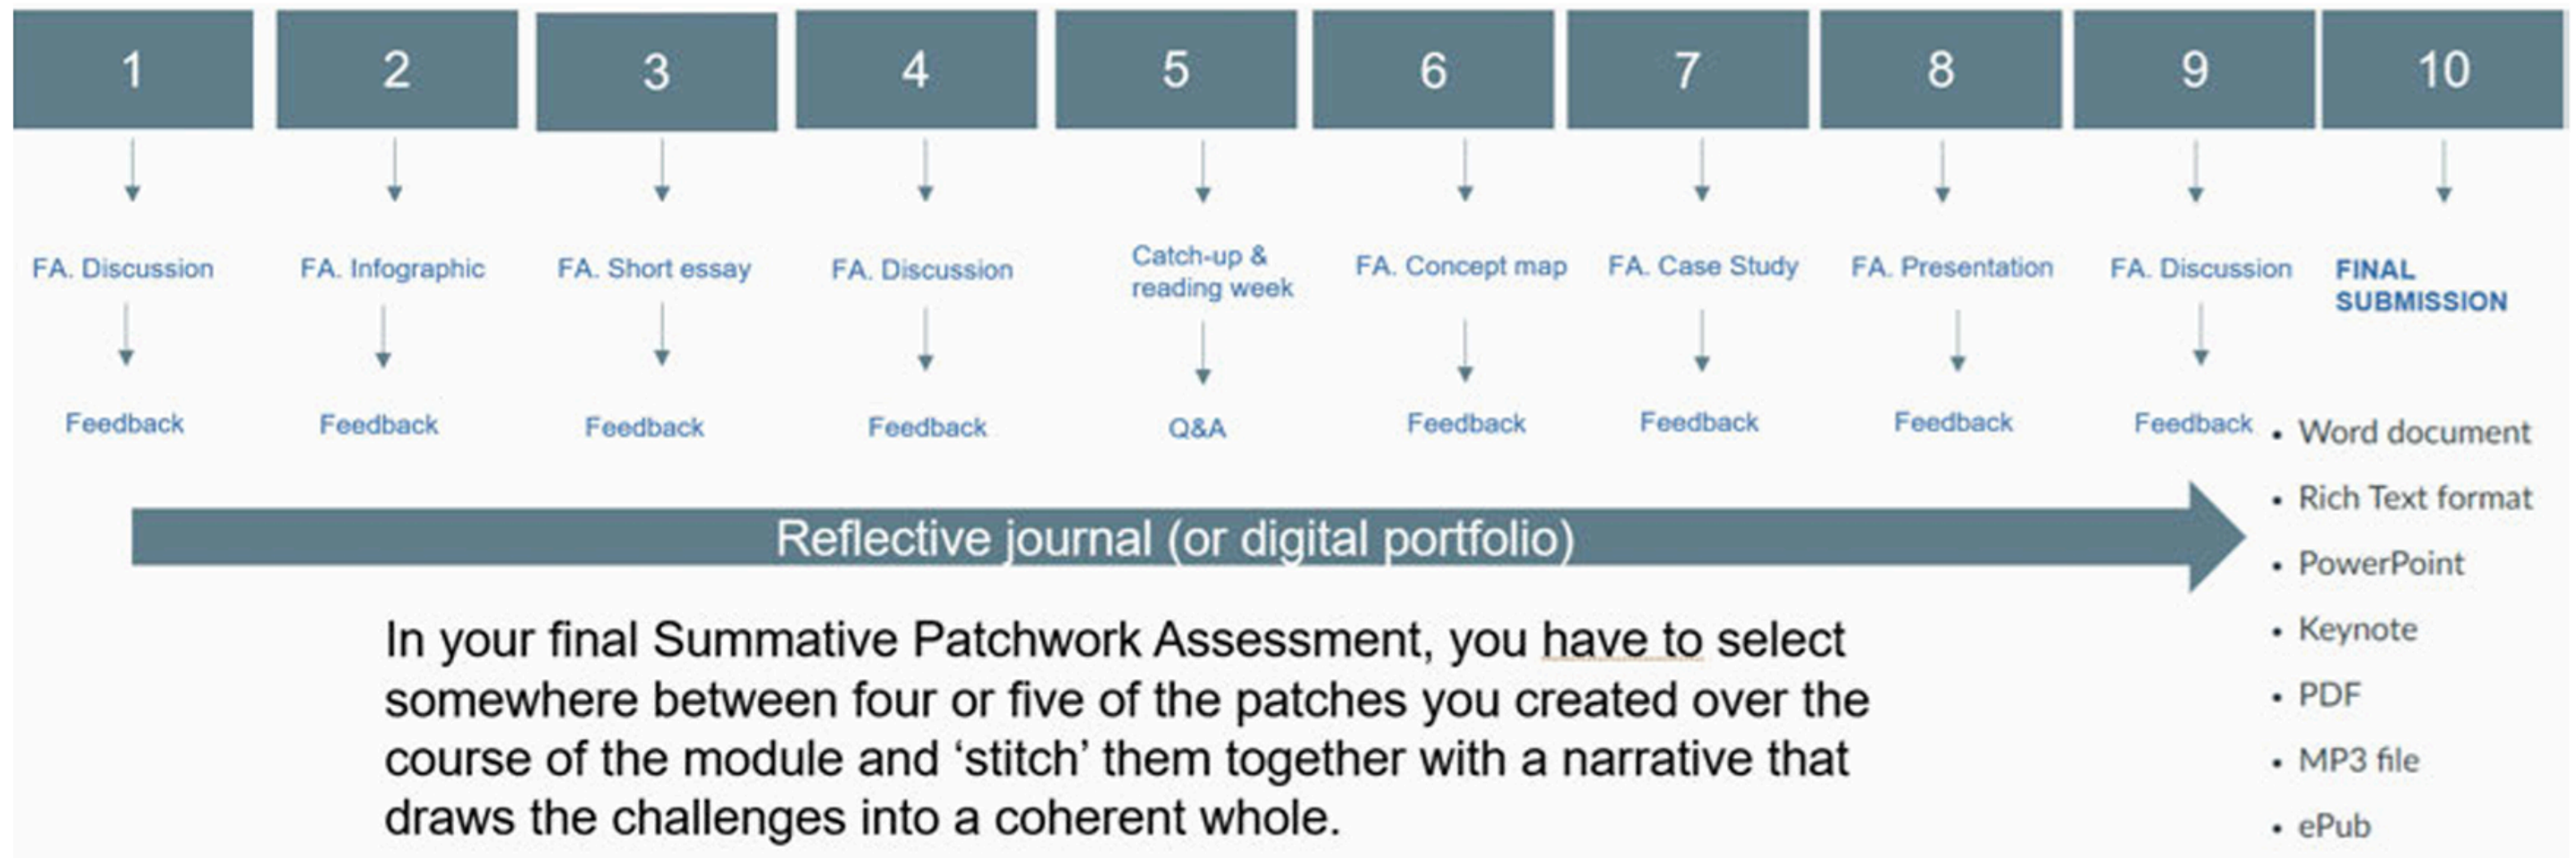 1 2 3 4 5 6 7 8 9 10
FA. Discussion
FA. Infographic
FA. Short essay
FA. Discussion
Catch-up &
reading week
FA. Concept map
FA. Case Study
FA. Presentation
FA. Discussion
FINAL
SUBMISSION
Feedback
Feedback
Feedback
Feedback
Q&A
Feedback
Feedback
Feedback
Feedback
• Word document
• Rich Text format
• PowerPoint
• Keynote
• PDF
• MP3 file
• ePub
Reflective journal (or digital portfolio)
In your final Summative Patchwork Assessment, you have to select
somewhere between four or five of the patches you created over the
course of the module and ‘stitch’ them together with a narrative that
draws the challenges into a coherent whole.